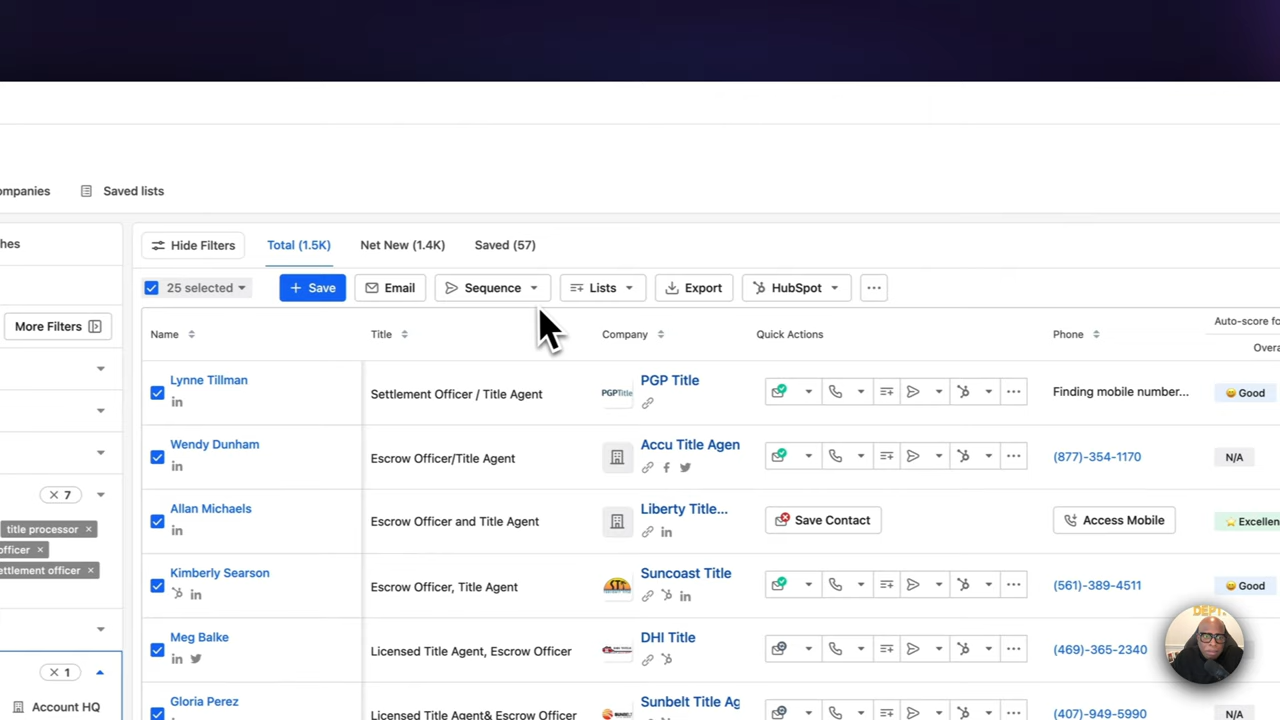 ompanies
Saved lists
hes
Hide Filters
Total (1.5K)
Net New (1.4K)
Saved (57)
25 selected
+ Save
Email
Sequence
Lists
Export
HubSpot
...
More Filters
Name
Title
Company
Quick Actions
Phone
Auto-score fo
Overa
Lynne Tillman
in
Settlement Officer / Title Agent
PGPTitle
PGP Title
Finding mobile number...
Good
Wendy Dunham
in
Escrow Officer/Title Agent
Accu Title Agen
(877)-354-1170
N/A
Allan Michaels
in
Escrow Officer and Title Agent
Liberty Title...
in
Save Contact
Access Mobile
Excellen
Kimberly Searson
in
Escrow Officer, Title Agent
Suncoast Title
in
(561)-389-4511
Good
Meg Balke
in
Licensed Title Agent, Escrow Officer
DHI Title
(469)-365-2340
Gloria Perez
Licensed Title Agent& Escrow Officer
Sunbelt Title Ag
(407)-949-5990
N/A
× 7
title processor ×
officer ×
ettlement officer ×
× 1
Account HQ
DEPT.